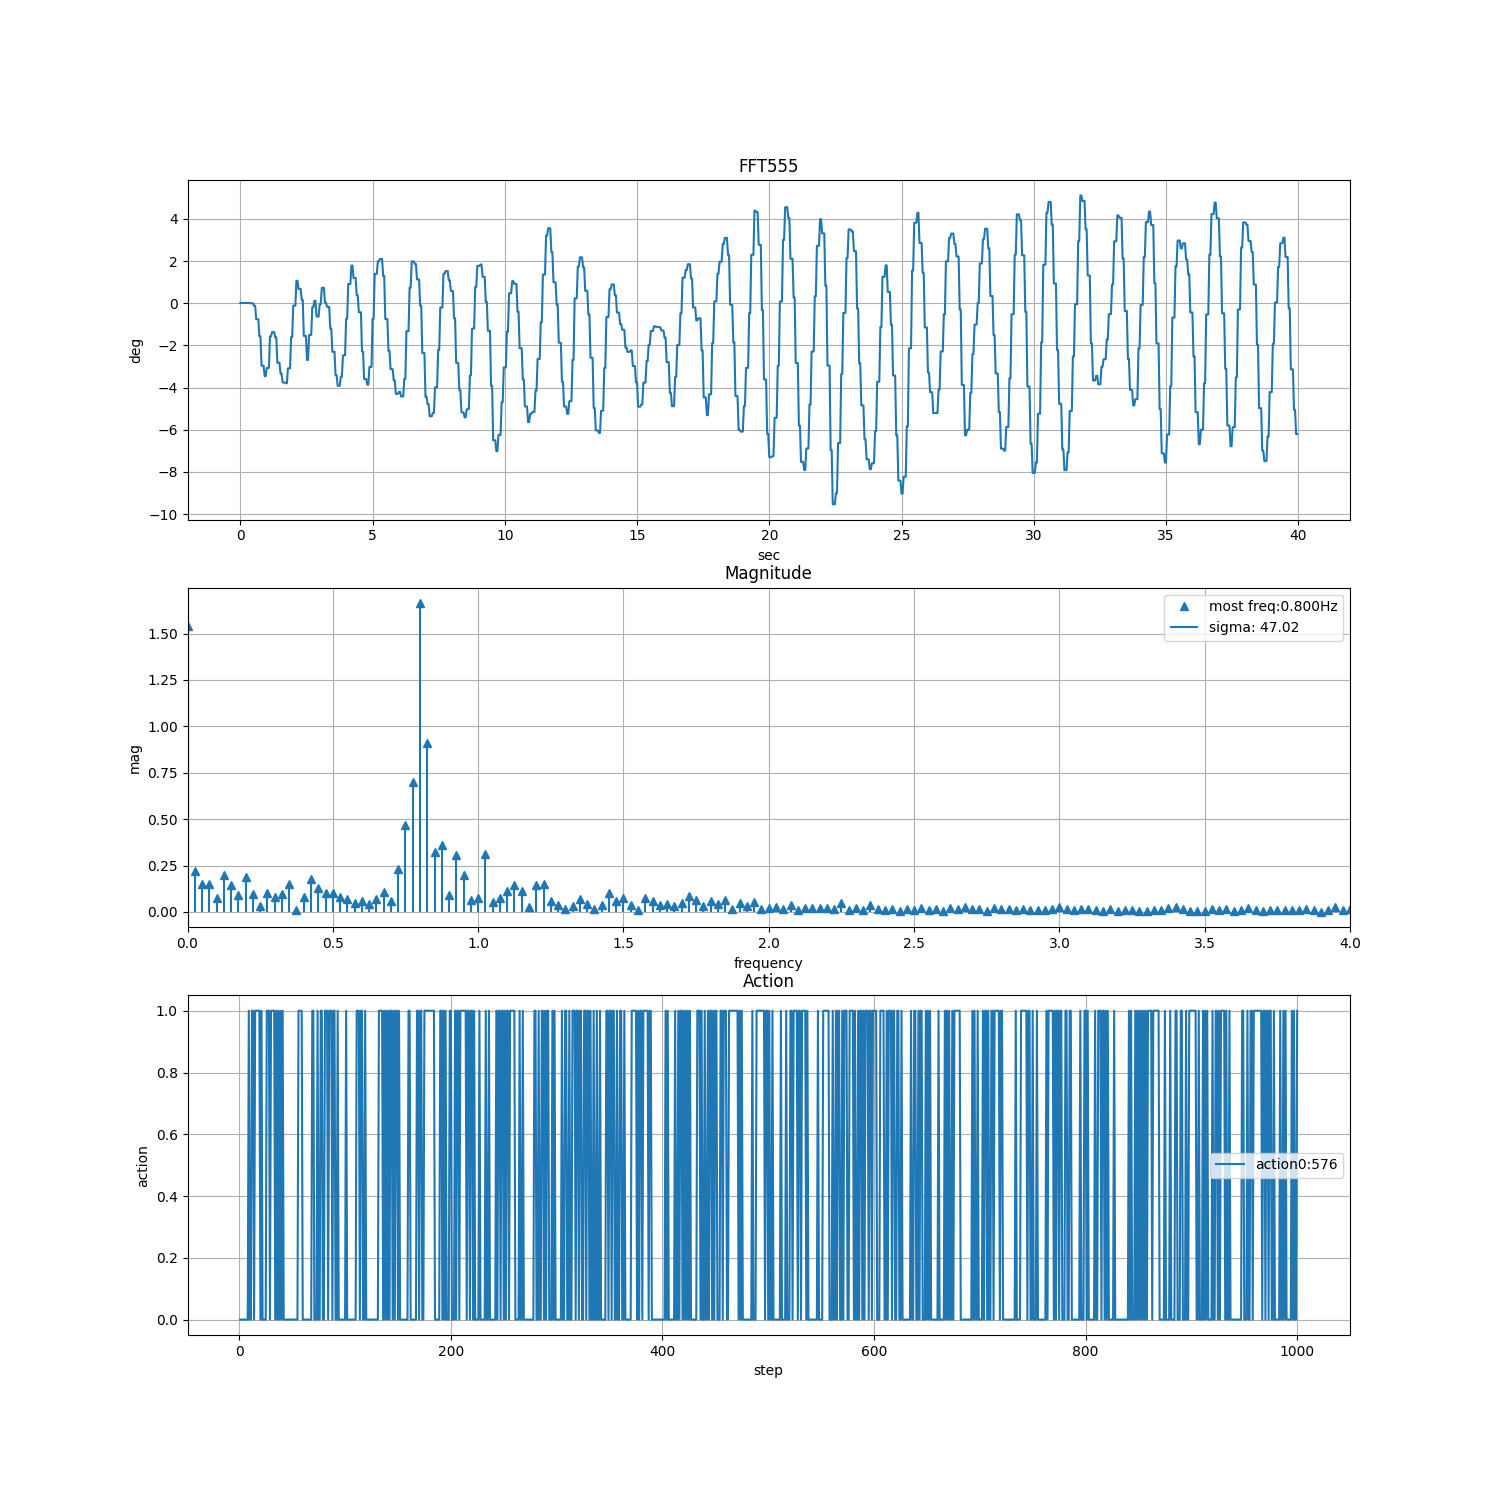 FFT555
4
2
0
−2
−4
−6
−8
−10
deg
0 5 10 15 20 25 30 35 40
sec
Magnitude
most freq:0.800Hz
sigma: 47.02
1.50
1.25
1.00
0.75
0.50
0.25
0.00
mag
0.0 0.5 1.0 1.5 2.0 2.5 3.0 3.5 4.0
frequency
Action
1.0
0.8
0.6
0.4
0.2
0.0
action
action0:576
0 200 400 600 800 1000
step